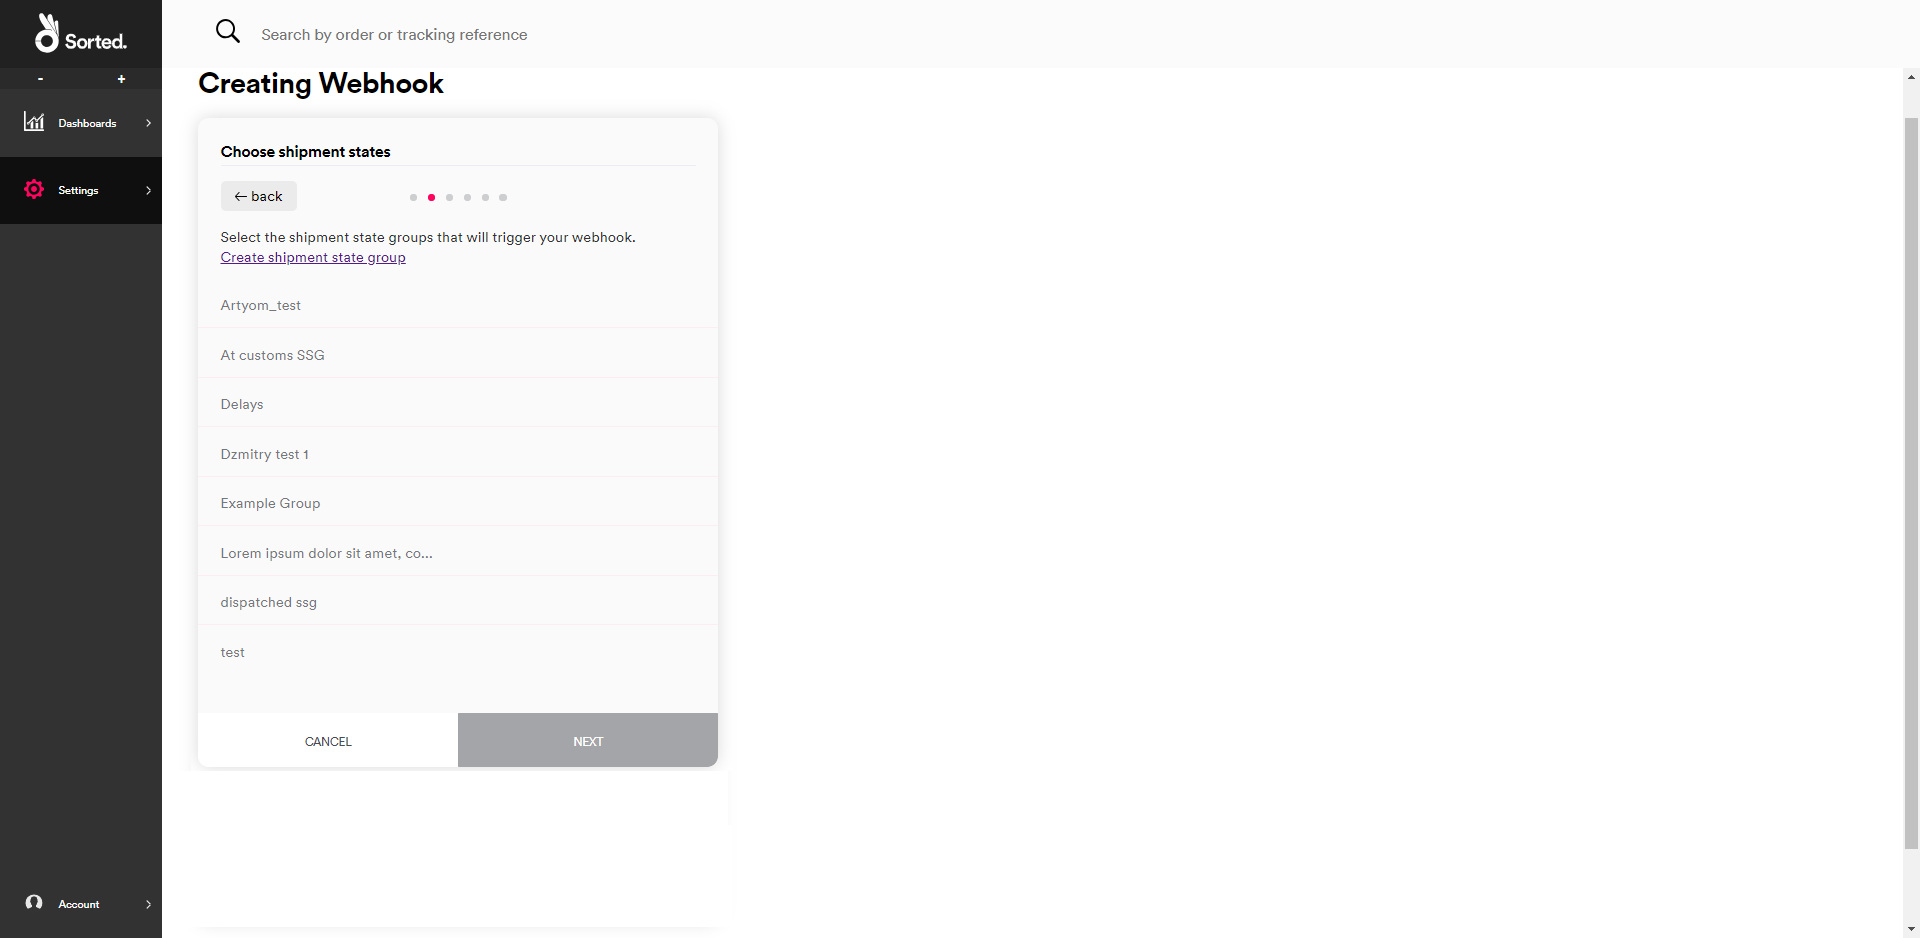 Sorted.
Search by order or tracking reference
- +
Creating Webhook
Dashboards
Settings
Choose shipment states
← back
Select the shipment state groups that will trigger your webhook.
Create shipment state group
Artyom_test
At customs SSG
Delays
Dzmitry test 1
Example Group
Lorem ipsum dolor sit amet, co...
dispatched ssg
test
CANCEL
NEXT
Account